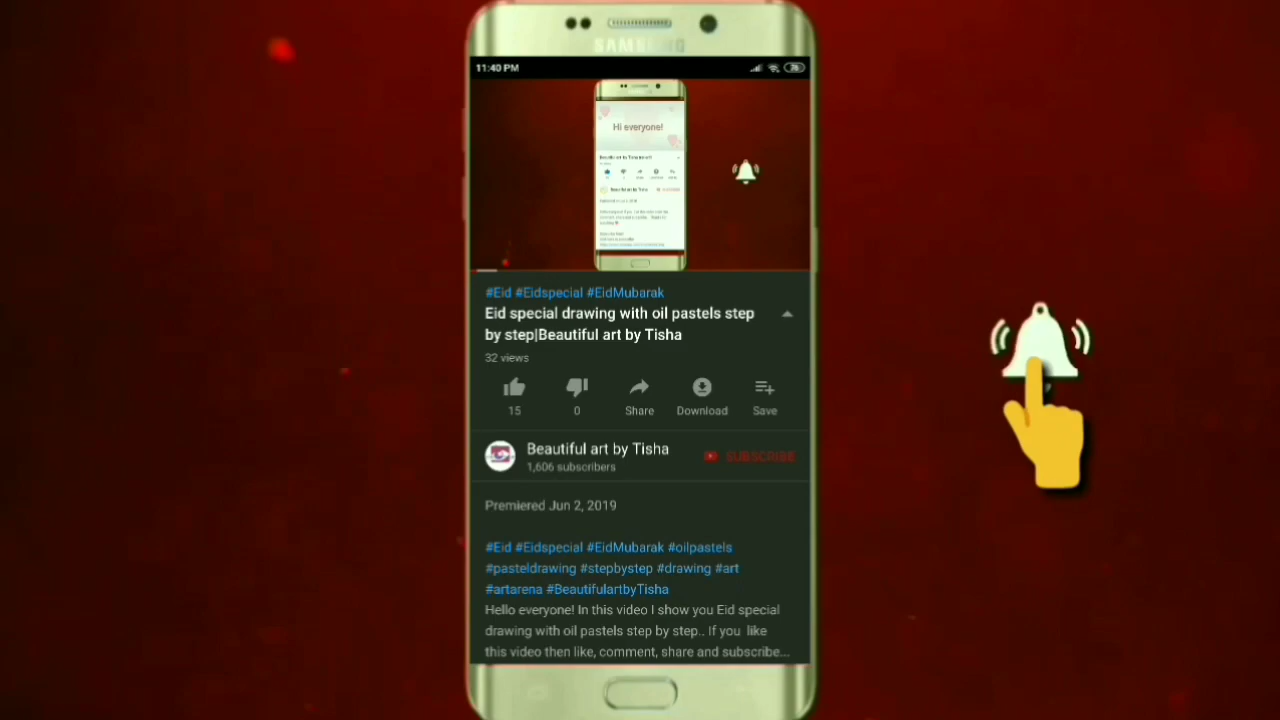 SAMSUNG
11:40 PM
76
Hi everyone!
#Eid #Eidspecial #EidMubarak
Eid special drawing with oil pastels step
by step|Beautiful art by Tisha
32 views
15
0
Share
Download
Save
Beautiful art by Tisha
1,606 subscribers
SUBSCRIBE
Premiered Jun 2, 2019
#Eid #Eidspecial #EidMubarak #oilpastels
#pasteldrawing #stepbystep #drawing #art
#artarena #BeautifulartbyTisha
Hello everyone! In this video I show you Eid special
drawing with oil pastels step by step.. If you like
this video then like, comment, share and subscribe...